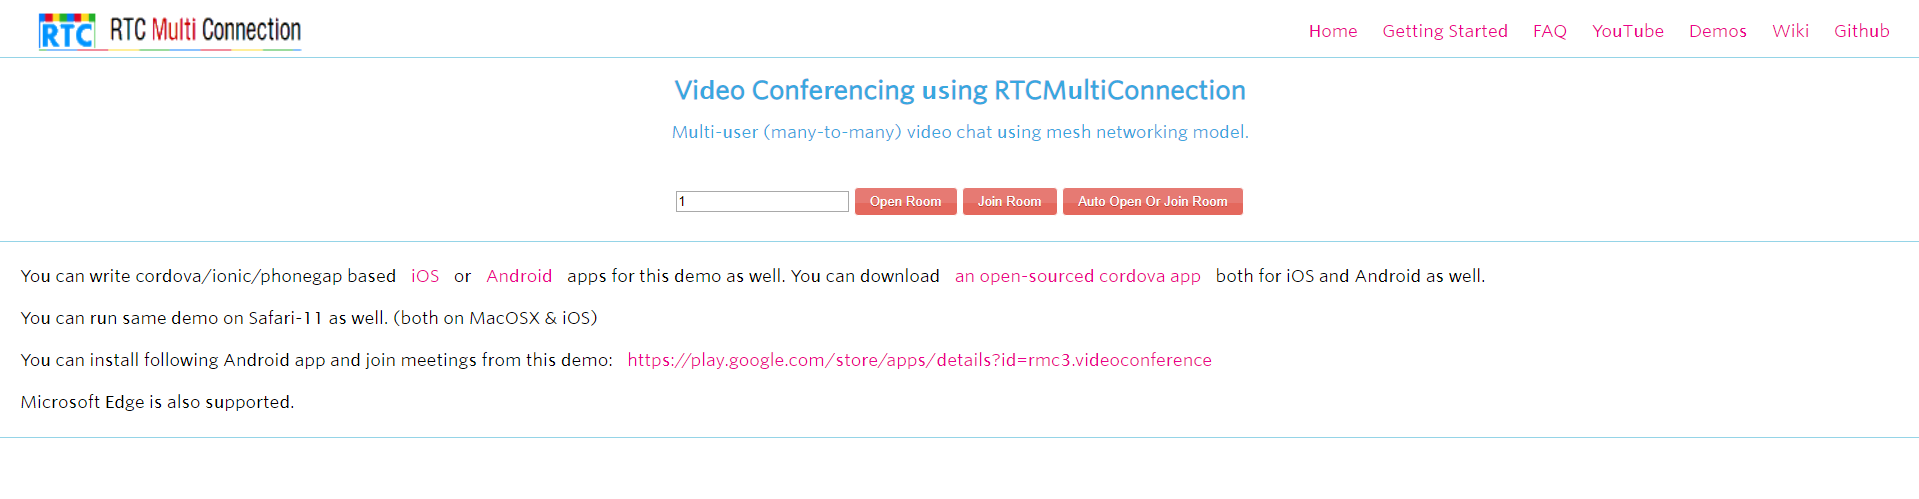 RTC RTC Multi Connection
Home Getting Started FAQ YouTube Demos Wiki Github
Video Conferencing using RTCMultiConnection
Multi-user (many-to-many) video chat using mesh networking model.
1 Open Room Join Room Auto Open Or Join Room
You can write cordova/ionic/phonegap based iOS or Android apps for this demo as well. You can download an open-sourced cordova app both for iOS and Android as well.
You can run same demo on Safari-11 as well. (both on MacOSX & iOS)
You can install following Android app and join meetings from this demo: https://play.google.com/store/apps/details?id=rmc3.videoconference
Microsoft Edge is also supported.